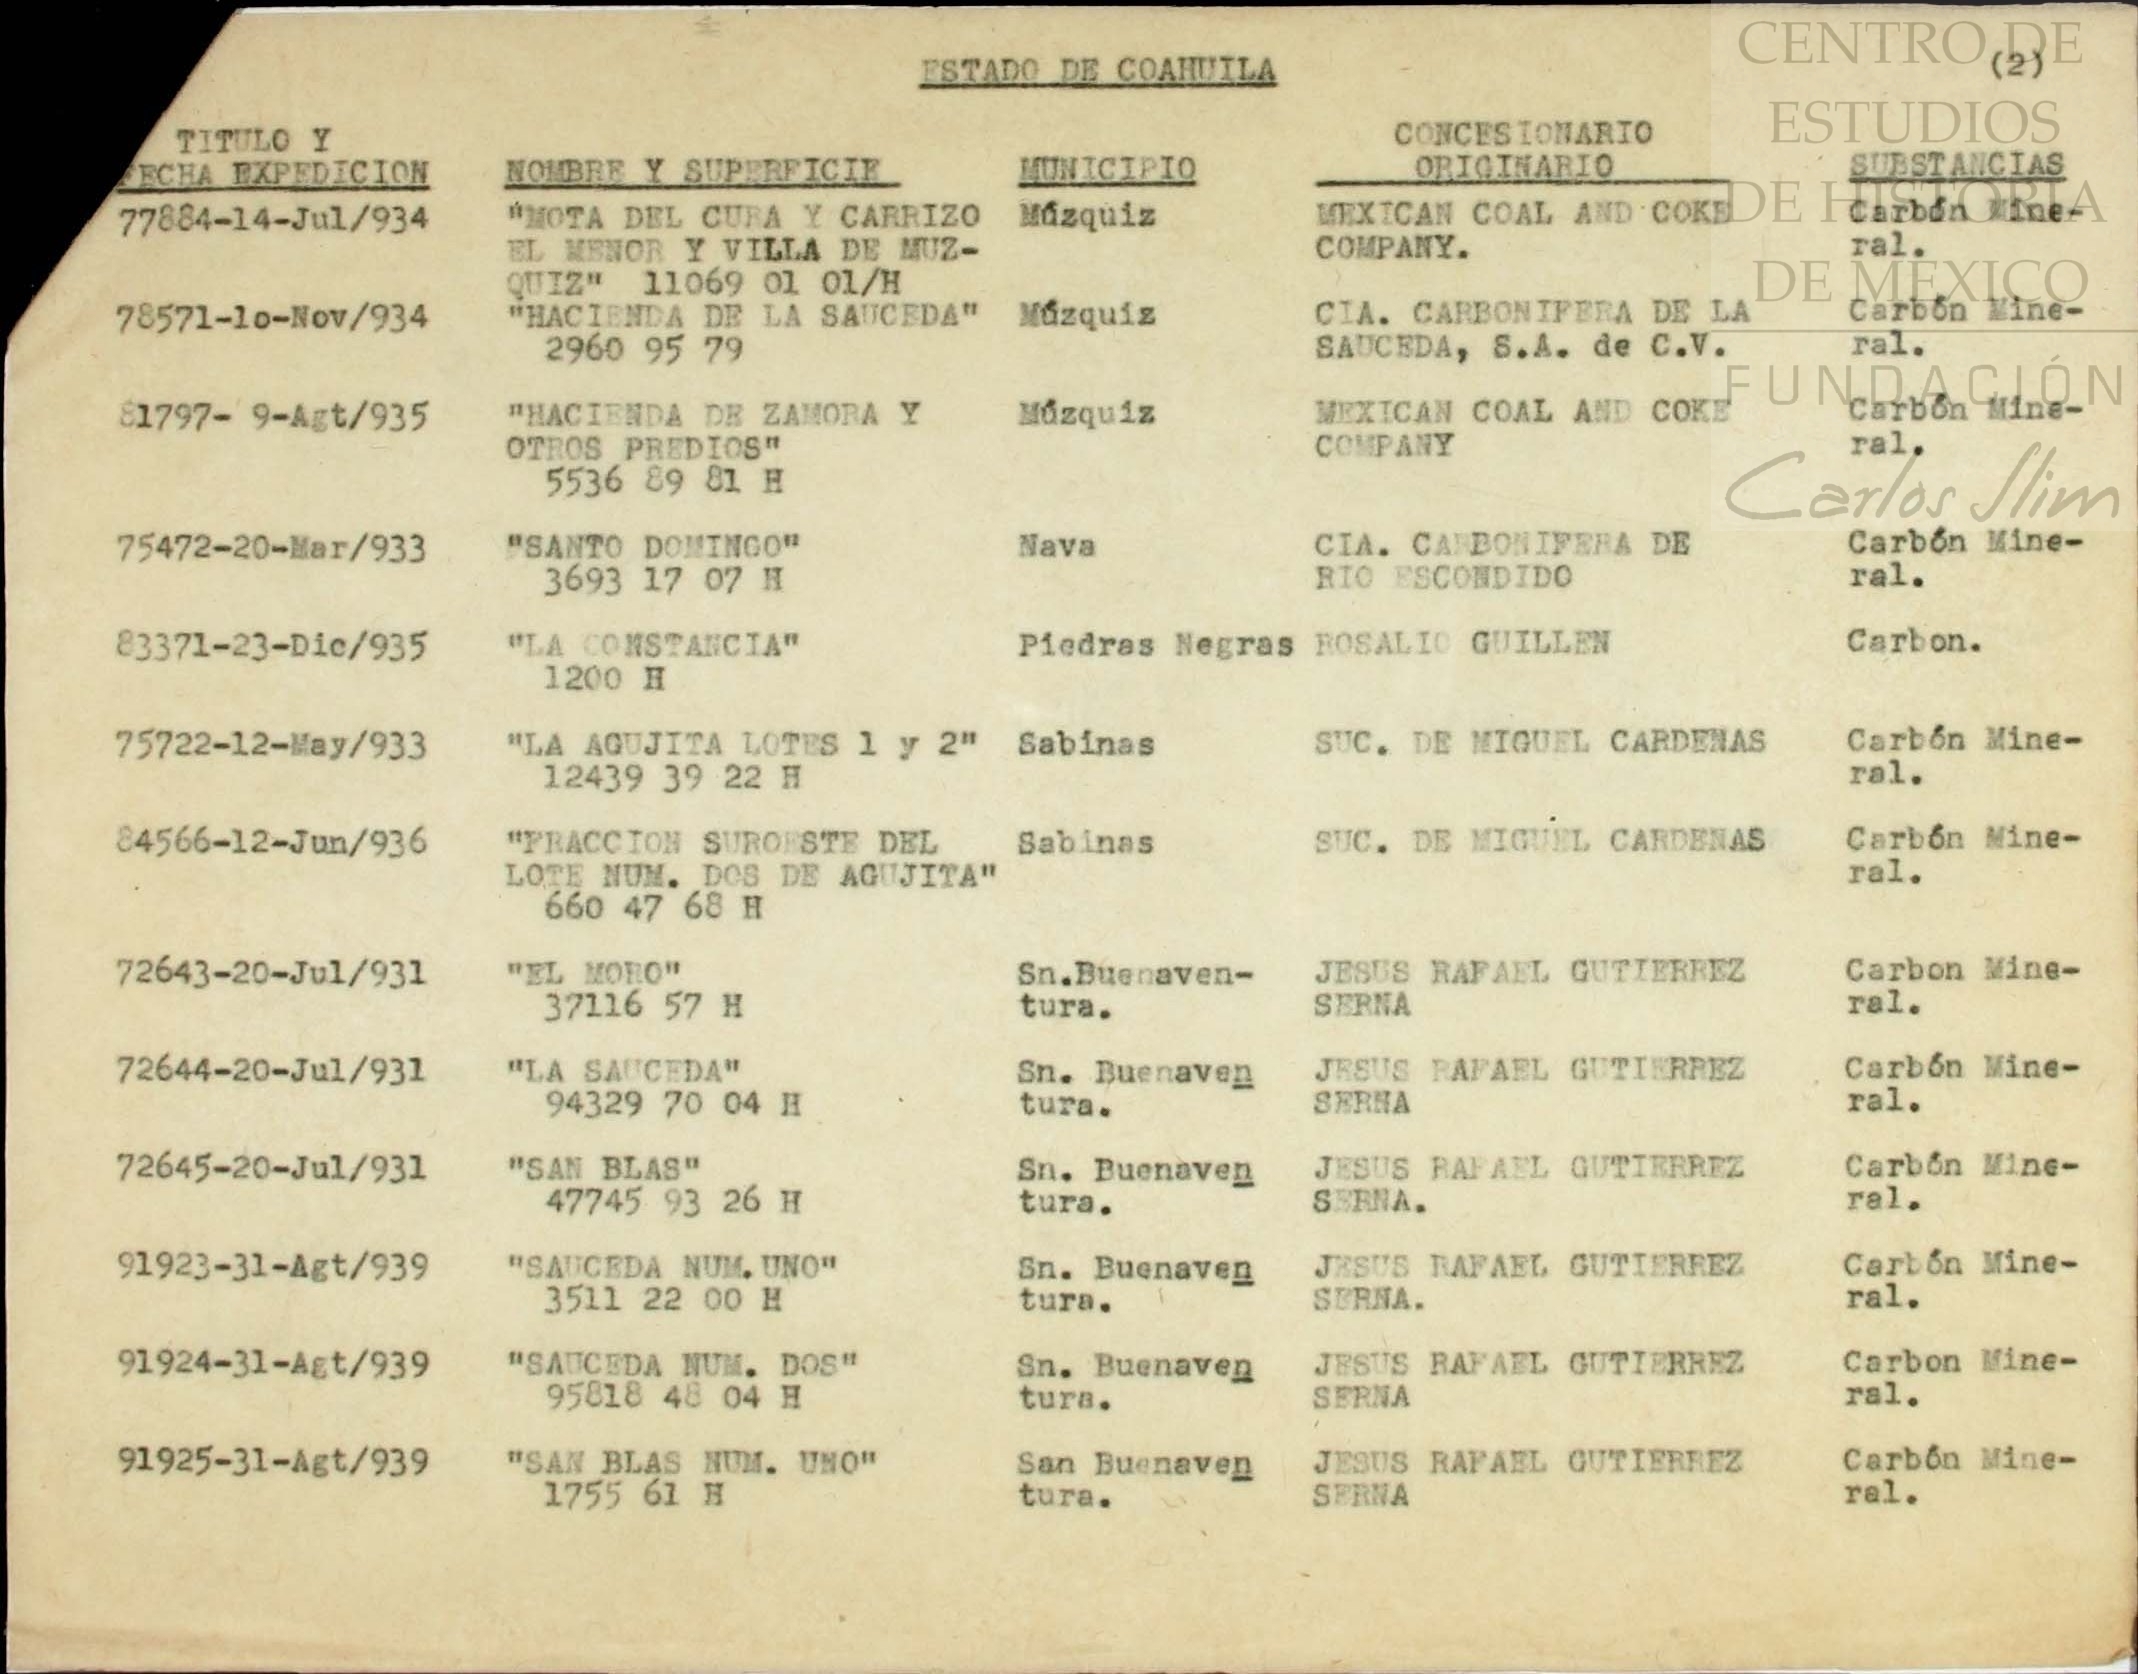 ESTADO DE COAHUILA
(2)
TITULO Y
FECHA EXPEDICION
NOMBRE Y SUPERFICIE
MUNICIPIO
CONCESIONARIO
ORIGINARIO
SUBSTANCIAS
77884-14-Jul/934 "MOTA DEL CURA Y CARRIZO Múzquiz MEXICAN COAL AND COKE Carbón Mine-
EL MENOR Y VILLA DE MUZ- COMPANY. ral.
QUIZ" 11069 01 01/H
78571-1o-Nov/934 "HACIENDA DE LA SAUCEDA" Múzquiz CIA. CARBONIFERA DE LA Carbón Mine-
2960 95 79 SAUCEDA, S.A. de C.V. ral.
81797- 9-Agt/935 "HACIENDA DE ZAMORA Y Múzquiz MEXICAN COAL AND COKE Carbón Mine-
OTROS PREDIOS" COMPANY ral.
5536 89 81 H
75472-20-Mar/933 "SANTO DOMINGO" Nava CIA. CARBONIFERA DE Carbón Mine-
3693 17 07 H RIO ESCONDIDO ral.
83371-23-Dic/935 "LA CONSTANCIA" Piedras Negras ROSALIO GUILLEN Carbon.
1200 H
75722-12-May/933 "LA AGUJITA LOTES 1 y 2" Sabinas SUC. DE MIGUEL CARDENAS Carbón Mine-
12439 39 22 H ral.
84566-12-Jun/936 "FRACCION SUROESTE DEL Sabinas SUC. DE MIGUEL CARDENAS Carbón Mine-
LOTE NUM. DOS DE AGUJITA" ral.
660 47 68 H
72643-20-Jul/931 "EL MORO" Sn.Buenaven- JESUS RAFAEL GUTIERREZ Carbon Mine-
37116 57 H tura. SERNA ral.
72644-20-Jul/931 "LA SAUCEDA" Sn. Buenaven JESUS RAFAEL GUTIERREZ Carbón Mine-
94329 70 04 H tura. SERNA ral.
72645-20-Jul/931 "SAN BLAS" Sn. Buenaven JESUS RAFAEL GUTIERREZ Carbón Mine-
47745 93 26 H tura. SERNA. ral.
91923-31-Agt/939 "SAUCEDA NUM.UNO" Sn. Buenaven JESUS RAFAEL GUTIERREZ Carbón Mine-
3511 22 00 H tura. SERNA. ral.
91924-31-Agt/939 "SAUCEDA NUM. DOS" Sn. Buenaven JESUS RAFAEL GUTIERREZ Carbon Mine-
95818 48 04 H tura. SERNA ral.
91925-31-Agt/939 "SAN BLAS NUM. UNO" San Buenaven JESUS RAFAEL GUTIERREZ Carbón Mine-
1755 61 H tura. SERNA ral.
CENTRO DE
ESTUDIOS
DE HISTORIA
DE MÉXICO
FUNDACIÓN
Carlos Slim